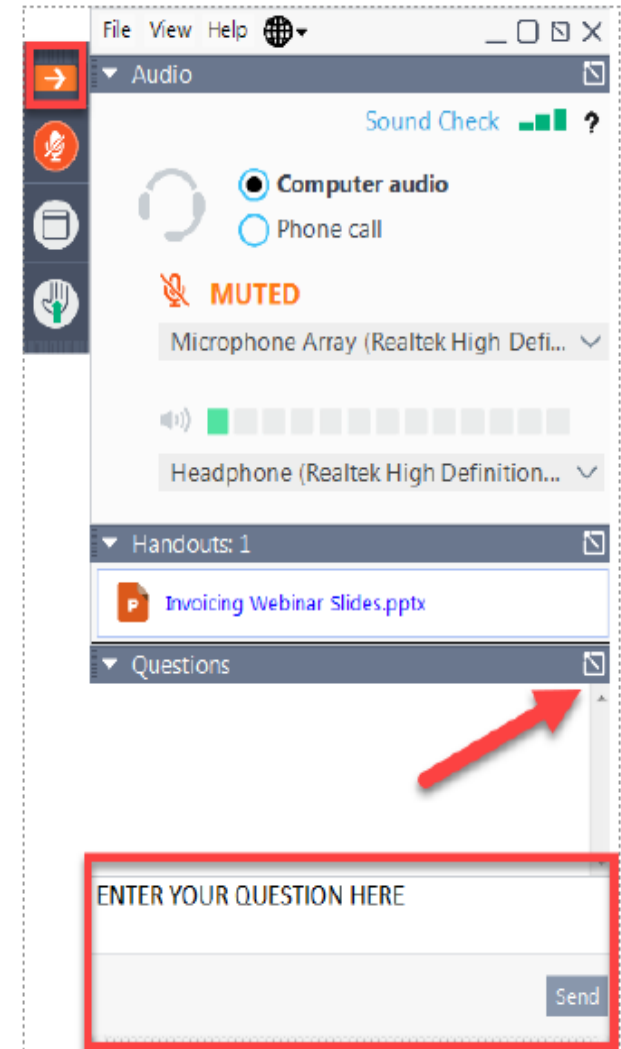 File View Help
Audio
Sound Check ?
Computer audio
Phone call
MUTED
Microphone Array (Realtek High Defi...
Headphone (Realtek High Definition...
Handouts: 1
Invoicing Webinar Slides.pptx
Questions
ENTER YOUR QUESTION HERE
Send